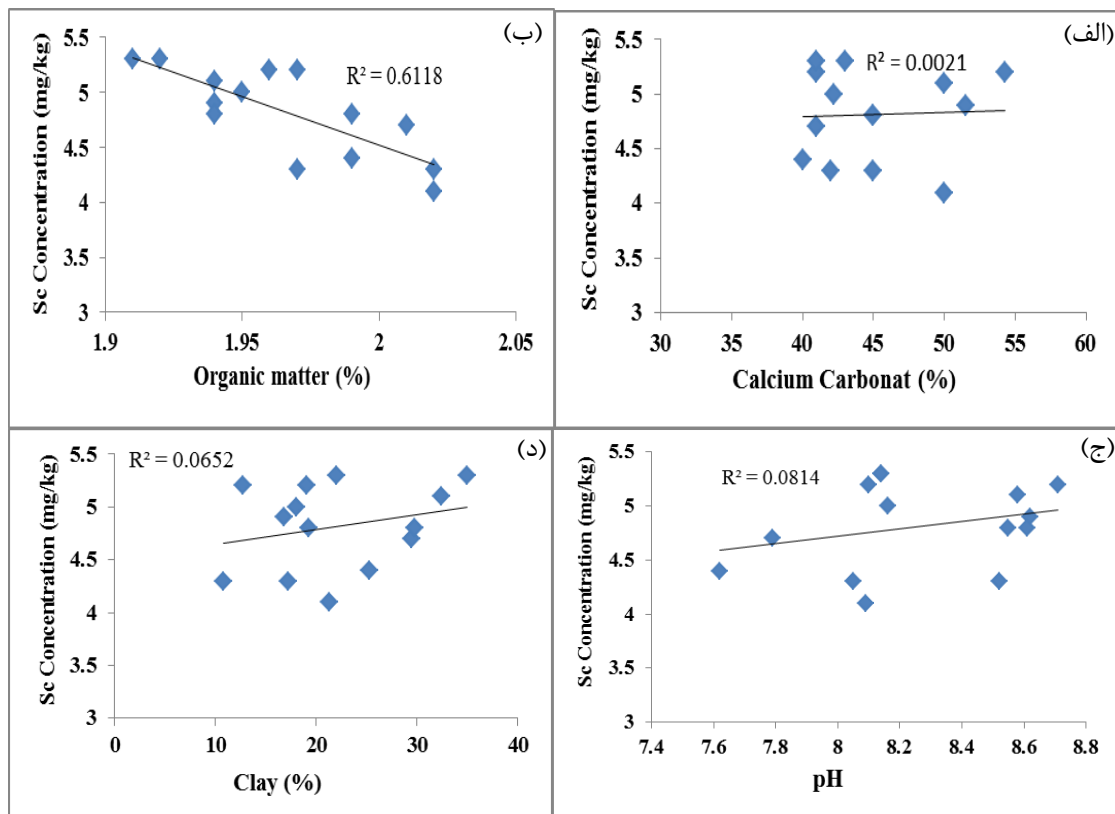 (الف)
R² = 0.0021
Sc Concentration (mg/kg)
5.5
5
4.5
4
3.5
3
30 35 40 45 50 55 60
Calcium Carbonat (%)
(ب)
R² = 0.6118
Sc Concentration (mg/kg)
5.5
5
4.5
4
3.5
3
1.9 1.95 2 2.05
Organic matter (%)
(ج)
R² = 0.0814
Sc Concentration (mg/kg)
5.5
5
4.5
4
3.5
3
7.4 7.6 7.8 8 8.2 8.4 8.6 8.8
pH
(د)
R² = 0.0652
Sc Concentration (mg/kg)
5.5
5
4.5
4
3.5
3
0 10 20 30 40
Clay (%)